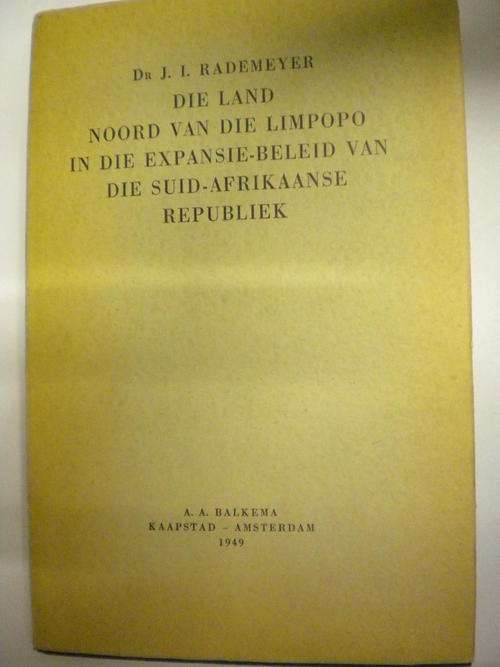 Dr J. I. RADEMEYER
DIE LAND
NOORD VAN DIE LIMPOPO
IN DIE EXPANSIE-BELEID VAN
DIE SUID-AFRIKAANSE
REPUBLIEK
A. A. BALKEMA
KAAPSTAD – AMSTERDAM
1949